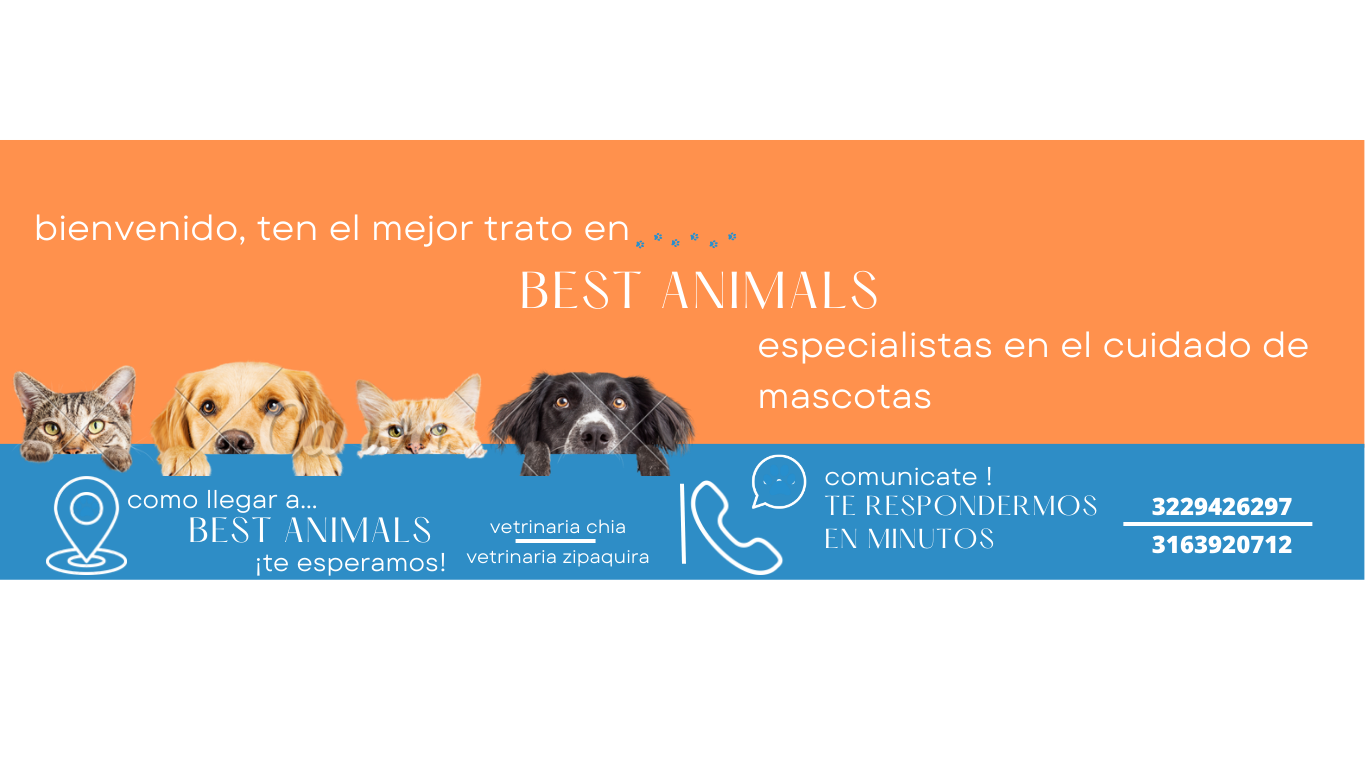 bienvenido, ten el mejor trato en
BEST ANIMALS
especialistas en el cuidado de
mascotas
como llegar a...
BEST ANIMALS
¡te esperamos!
vetrinaria chia
vetrinaria zipaquira
comunicate !
TE RESPONDERMOS
EN MINUTOS
3229426297
3163920712